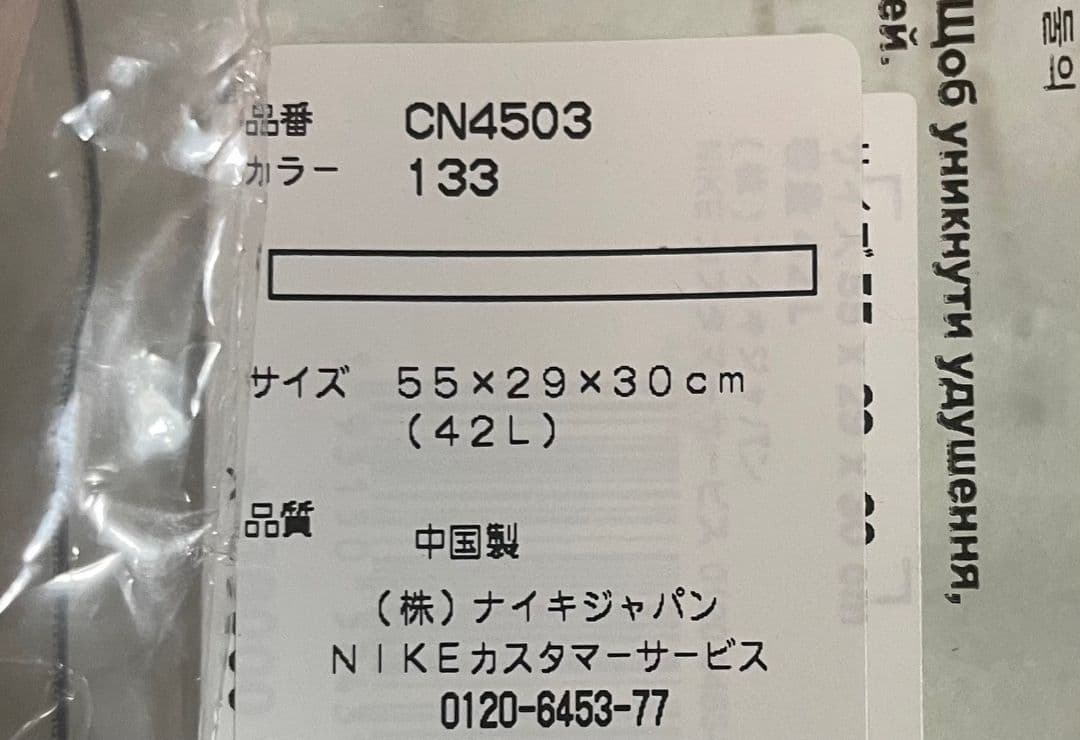 品番 CN4503
カラー 133
サイズ 55×29×30cm
(42L)
品質
中国製
(株)ナイキジャパン
NIKEカスタマーサービス
0120-6453-77
ей.
щоб уникнути удушення,
들의